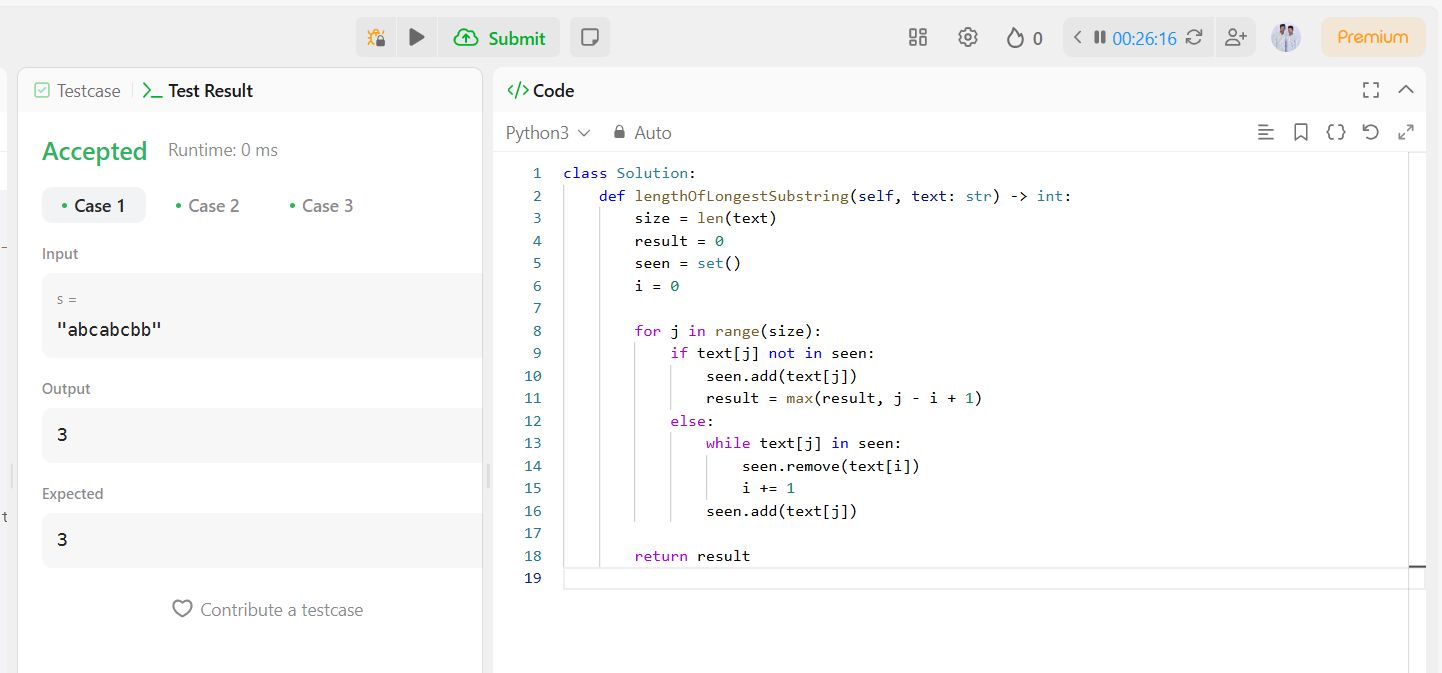 Submit
0
00:26:16
Premium
Testcase
Test Result
Accepted
Runtime: 0 ms
Case 1
Case 2
Case 3
Input
s =
"abcabcbb"
Output
3
Expected
3
Contribute a testcase
t
</> Code
Python3
Auto
1 class Solution:
2     def lengthOfLongestSubstring(self, text: str) -> int:
3         size = len(text)
4         result = 0
5         seen = set()
6         i = 0
7
8         for j in range(size):
9             if text[j] not in seen:
10                 seen.add(text[j])
11                 result = max(result, j - i + 1)
12             else:
13                 while text[j] in seen:
14                     seen.remove(text[i])
15                     i += 1
16                 seen.add(text[j])
17
18         return result
19